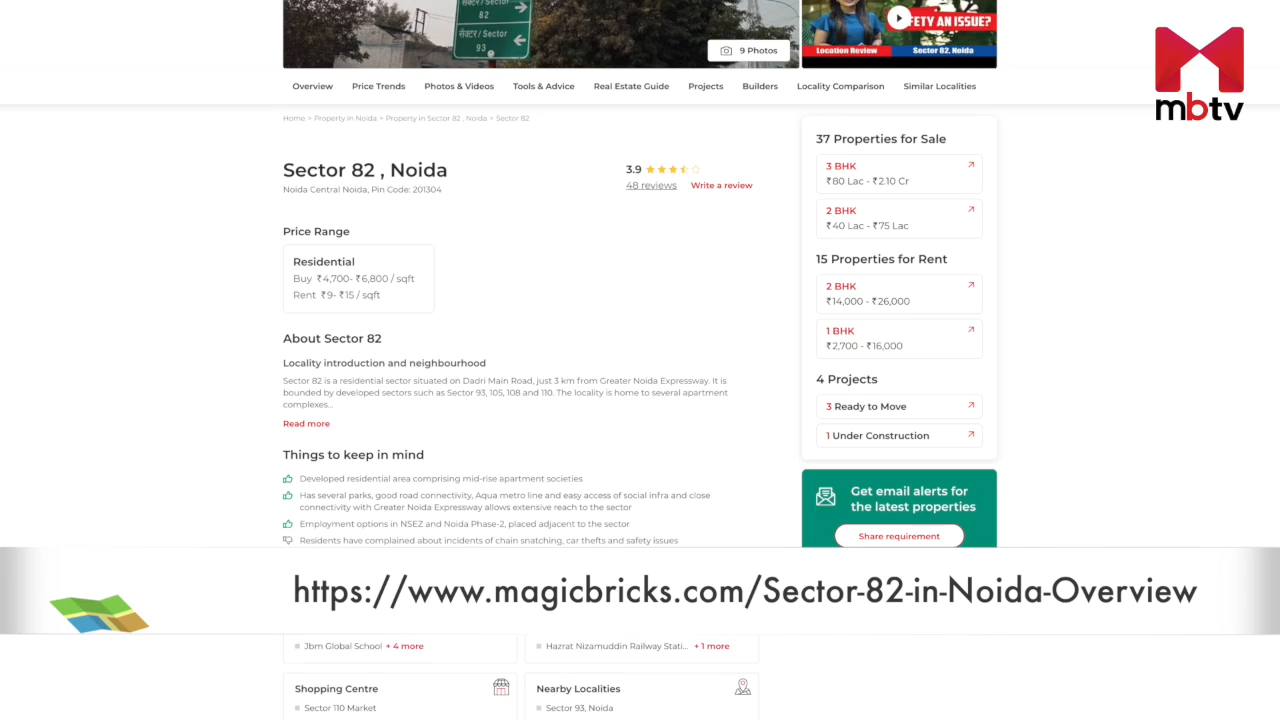 सेक्टर Sector
82
सेक्टर Sector
93
9 Photos
FETY AN ISSUE?
Location Review
Sector 82, Noida
mbtv
Overview
Price Trends
Photos & Videos
Tools & Advice
Real Estate Guide
Projects
Builders
Locality Comparison
Similar Localities
Home > Property in Noida > Property in Sector 82 , Noida > Sector 82
Sector 82 , Noida
Noida Central Noida, Pin Code: 201304
3.9
48 reviews
Write a review
Price Range
Residential
Buy ₹4,700- ₹6,800 / sqft
Rent ₹9- ₹15 / sqft
About Sector 82
Locality introduction and neighbourhood
Sector 82 is a residential sector situated on Dadri Main Road, just 3 km from Greater Noida Expressway. It is
bounded by developed sectors such as Sector 93, 105, 108 and 110. The locality is home to several apartment
complexes...
Read more
Things to keep in mind
Developed residential area comprising mid-rise apartment societies
Has several parks, good road connectivity, Aqua metro line and easy access of social infra and close
connectivity with Greater Noida Expressway allows extensive reach to the sector
Employment options in NSEZ and Noida Phase-2, placed adjacent to the sector
Residents have complained about incidents of chain snatching, car thefts and safety issues
37 Properties for Sale
3 BHK
₹80 Lac - ₹2.10 Cr
2 BHK
₹40 Lac - ₹75 Lac
15 Properties for Rent
2 BHK
₹14,000 - ₹26,000
1 BHK
₹2,700 - ₹16,000
4 Projects
3 Ready to Move
1 Under Construction
Get email alerts for
the latest properties
Share requirement
https://www.magicbricks.com/Sector-82-in-Noida-Overview
Jbm Global School + 4 more
Hazrat Nizamuddin Railway Stati... + 1 more
Shopping Centre
Sector 110 Market
Nearby Localities
Sector 93, Noida